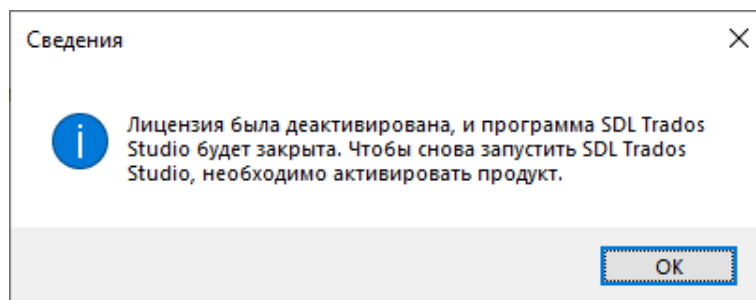 Сведения
Лицензия была деактивирована, и программа SDL Trados
Studio будет закрыта. Чтобы снова запустить SDL Trados
Studio, необходимо активировать продукт.
OK